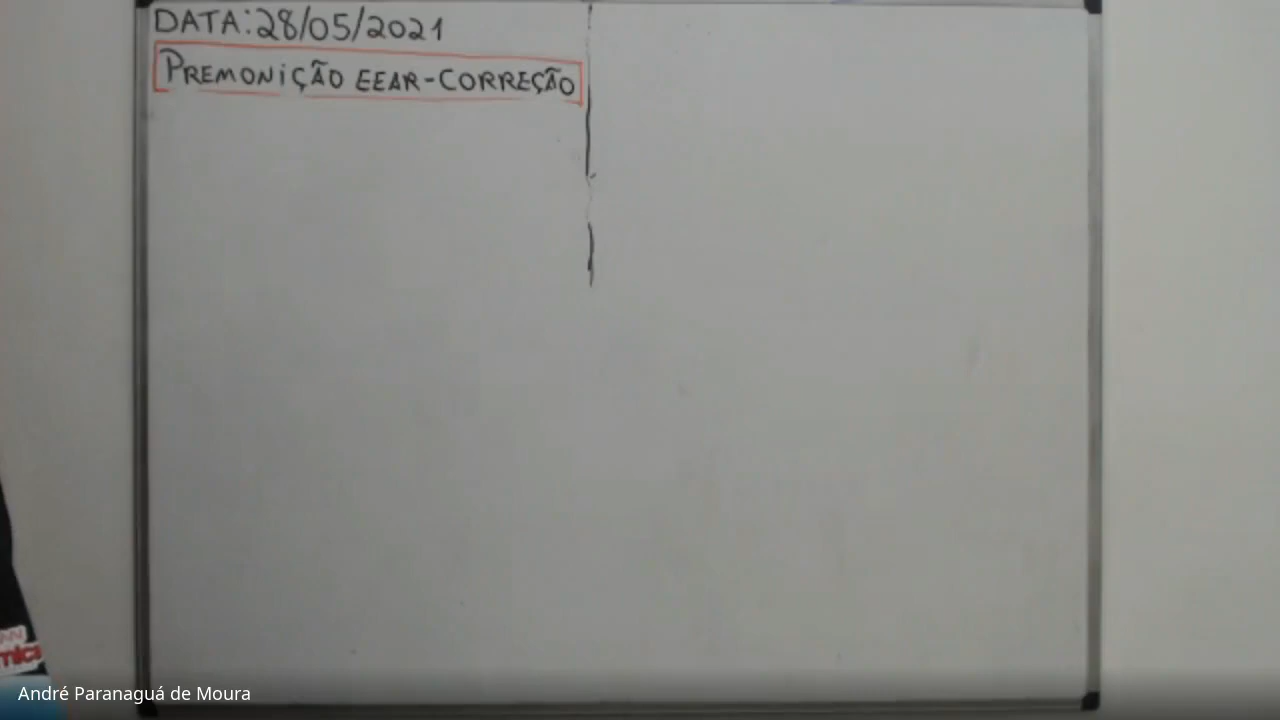 DATA:28/05/2021
PREMONIÇÃO EEAR-CORREÇÃO
André Paranaguá de Moura